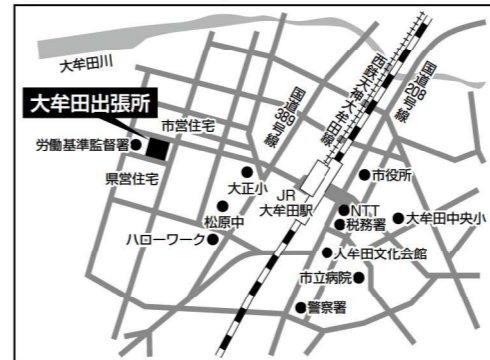 大牟田川
大牟田出張所
労働基準監督署
市営住宅
県営住宅
国道389号線
西鉄天神大牟田線
国道208号線
大正小
松原中
ハローワーク
JR
大牟田駅
市役所
NTT
税務署
大牟田中央小
大牟田文化会館
市立病院
警察署